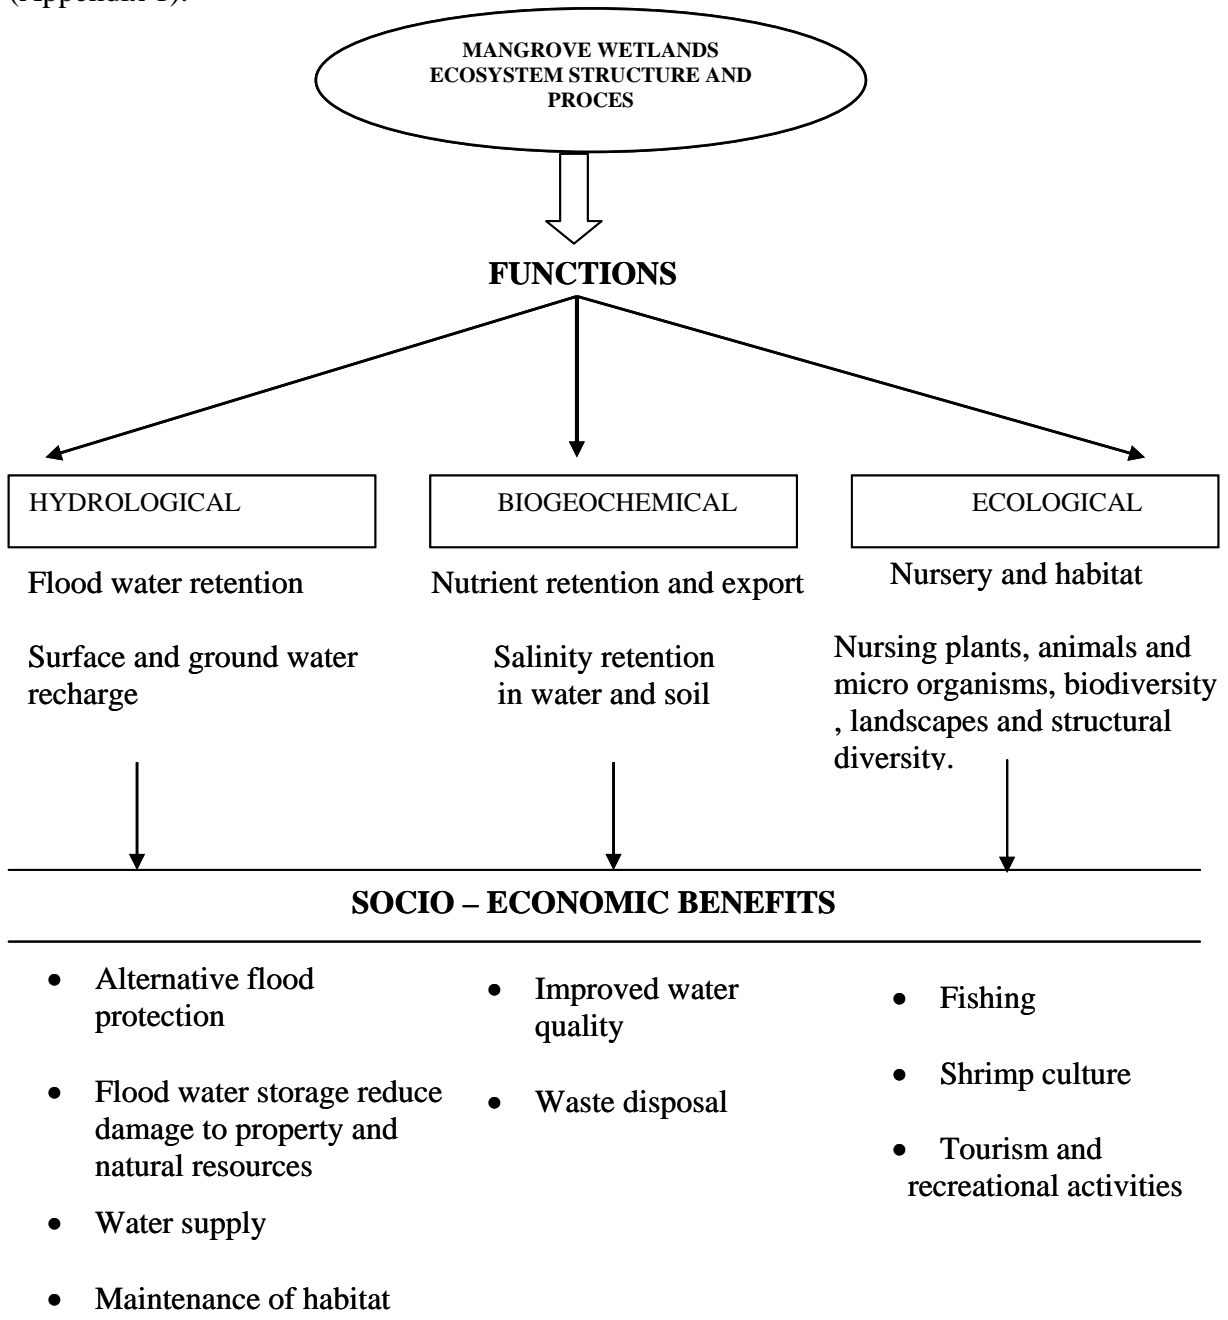 (Appendix 1).
MANGROVE WETLANDS
ECOSYSTEM STRUCTURE AND
PROCES
FUNCTIONS
HYDROLOGICAL
BIOGEOCHEMICAL
ECOLOGICAL
Flood water retention
Surface and ground water
recharge
Nutrient retention and export
Salinity retention
in water and soil
Nursery and habitat
Nursing plants, animals and
micro organisms, biodiversity
, landscapes and structural
diversity.
SOCIO – ECONOMIC BENEFITS
• Alternative flood
protection
• Flood water storage reduce
damage to property and
natural resources
• Water supply
• Maintenance of habitat
• Improved water
quality
• Waste disposal
• Fishing
• Shrimp culture
• Tourism and
recreational activities